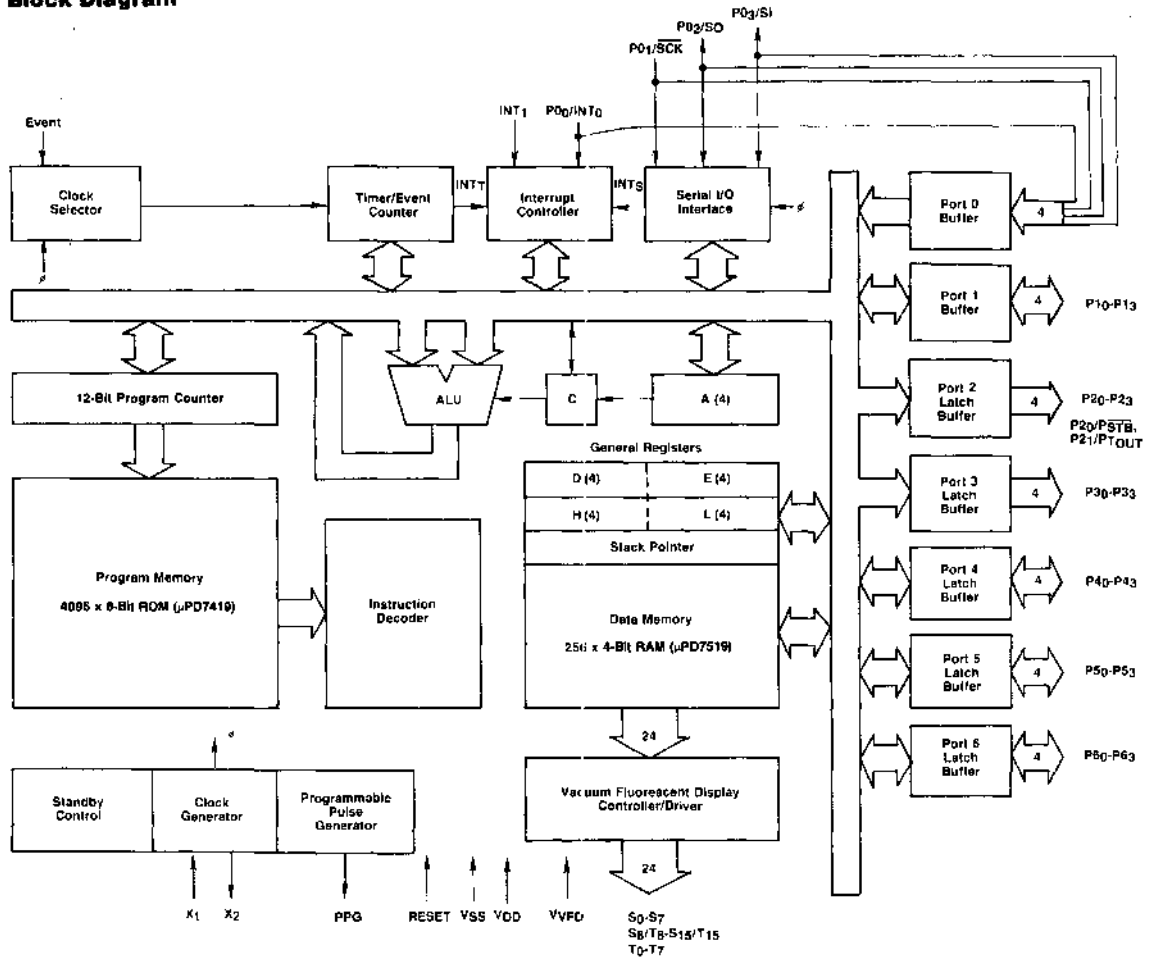 Block Diagram
P03/SI
P02/SO
P01/SCK
INT1
P00/INT0
Event
Clock
Selector
Timer/Event
Counter
INTT
Interrupt
Controller
INTS
Serial I/O
Interface
ø
ø
Port 0
Buffer
4
Port 1
Buffer
4
P10-P13
12-Bit Program Counter
ALU
C
A (4)
Port 2
Latch
Buffer
4
P20-P23
P20/PSTB,
P21/PTOUT
General Registers
D (4)
E (4)
H (4)
L (4)
Stack Pointer
Port 3
Latch
Buffer
4
P30-P33
Program Memory
4096 x 8-Bit ROM (µPD7419)
Instruction
Decoder
Data Memory
256 x 4-Bit RAM (µPD7519)
Port 4
Latch
Buffer
4
P40-P43
Port 5
Latch
Buffer
4
P50-P53
24
Port 6
Latch
Buffer
4
P60-P63
ø
Standby
Control
Clock
Generator
Programmable
Pulse
Generator
Vacuum Fluorescent Display
Controller/Driver
24
X1
X2
PPG
RESET
VSS
VDD
VVFD
S0-S7
S8/T8-S15/T15
T0-T7